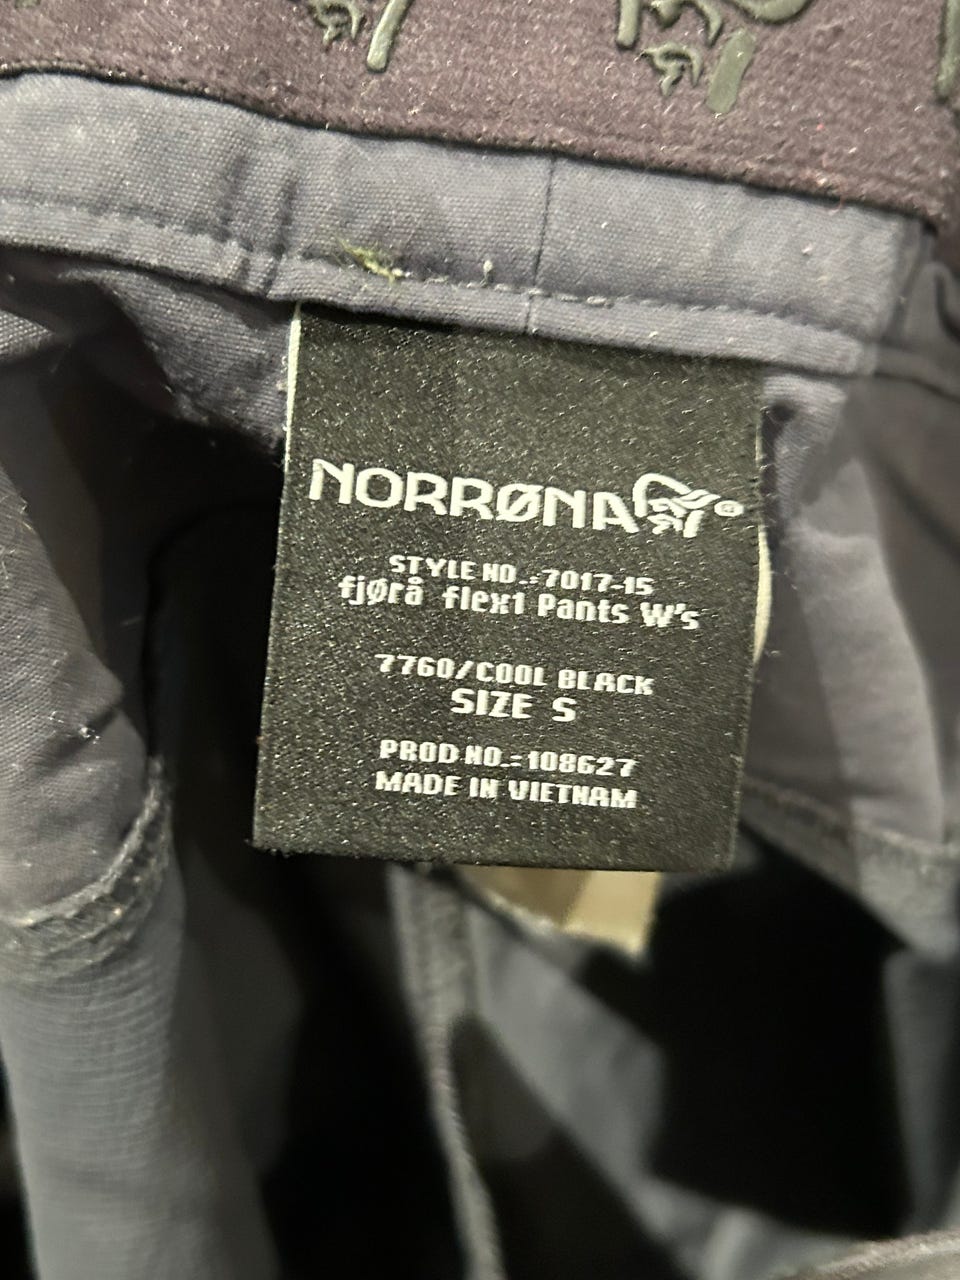 NORRØNA®
STYLE NO.:7017-15
fjørå flex1 Pants W's
7760/COOL BLACK
SIZE S
PROD NO.:108627
MADE IN VIETNAM